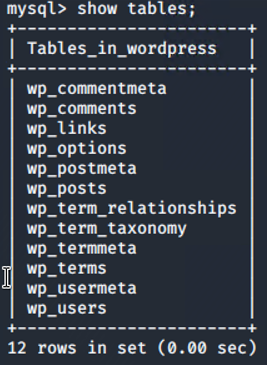 mysql> show tables;
+-----------------------+
| Tables_in_wordpress   |
+-----------------------+
| wp_commentmeta        |
| wp_comments           |
| wp_links              |
| wp_options            |
| wp_postmeta           |
| wp_posts              |
| wp_term_relationships |
| wp_term_taxonomy      |
| wp_termmeta           |
| wp_terms              |
| wp_usermeta           |
| wp_users              |
+-----------------------+
12 rows in set (0.00 sec)